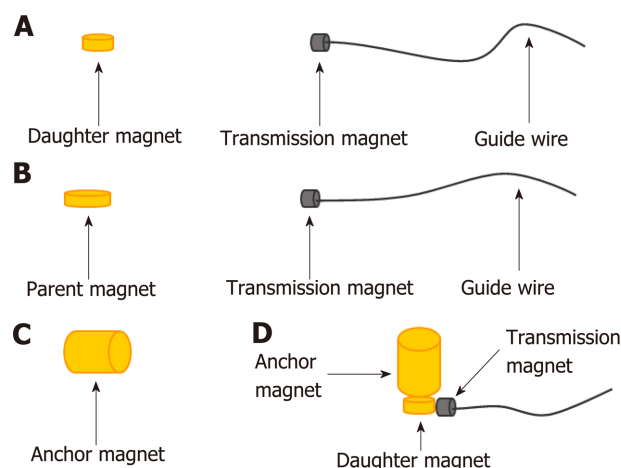 A
Daughter magnet
Transmission magnet
Guide wire
B
Parent magnet
Transmission magnet
Guide wire
C
Anchor magnet
D
Anchor
magnet
Transmission
magnet
Daughter magnet